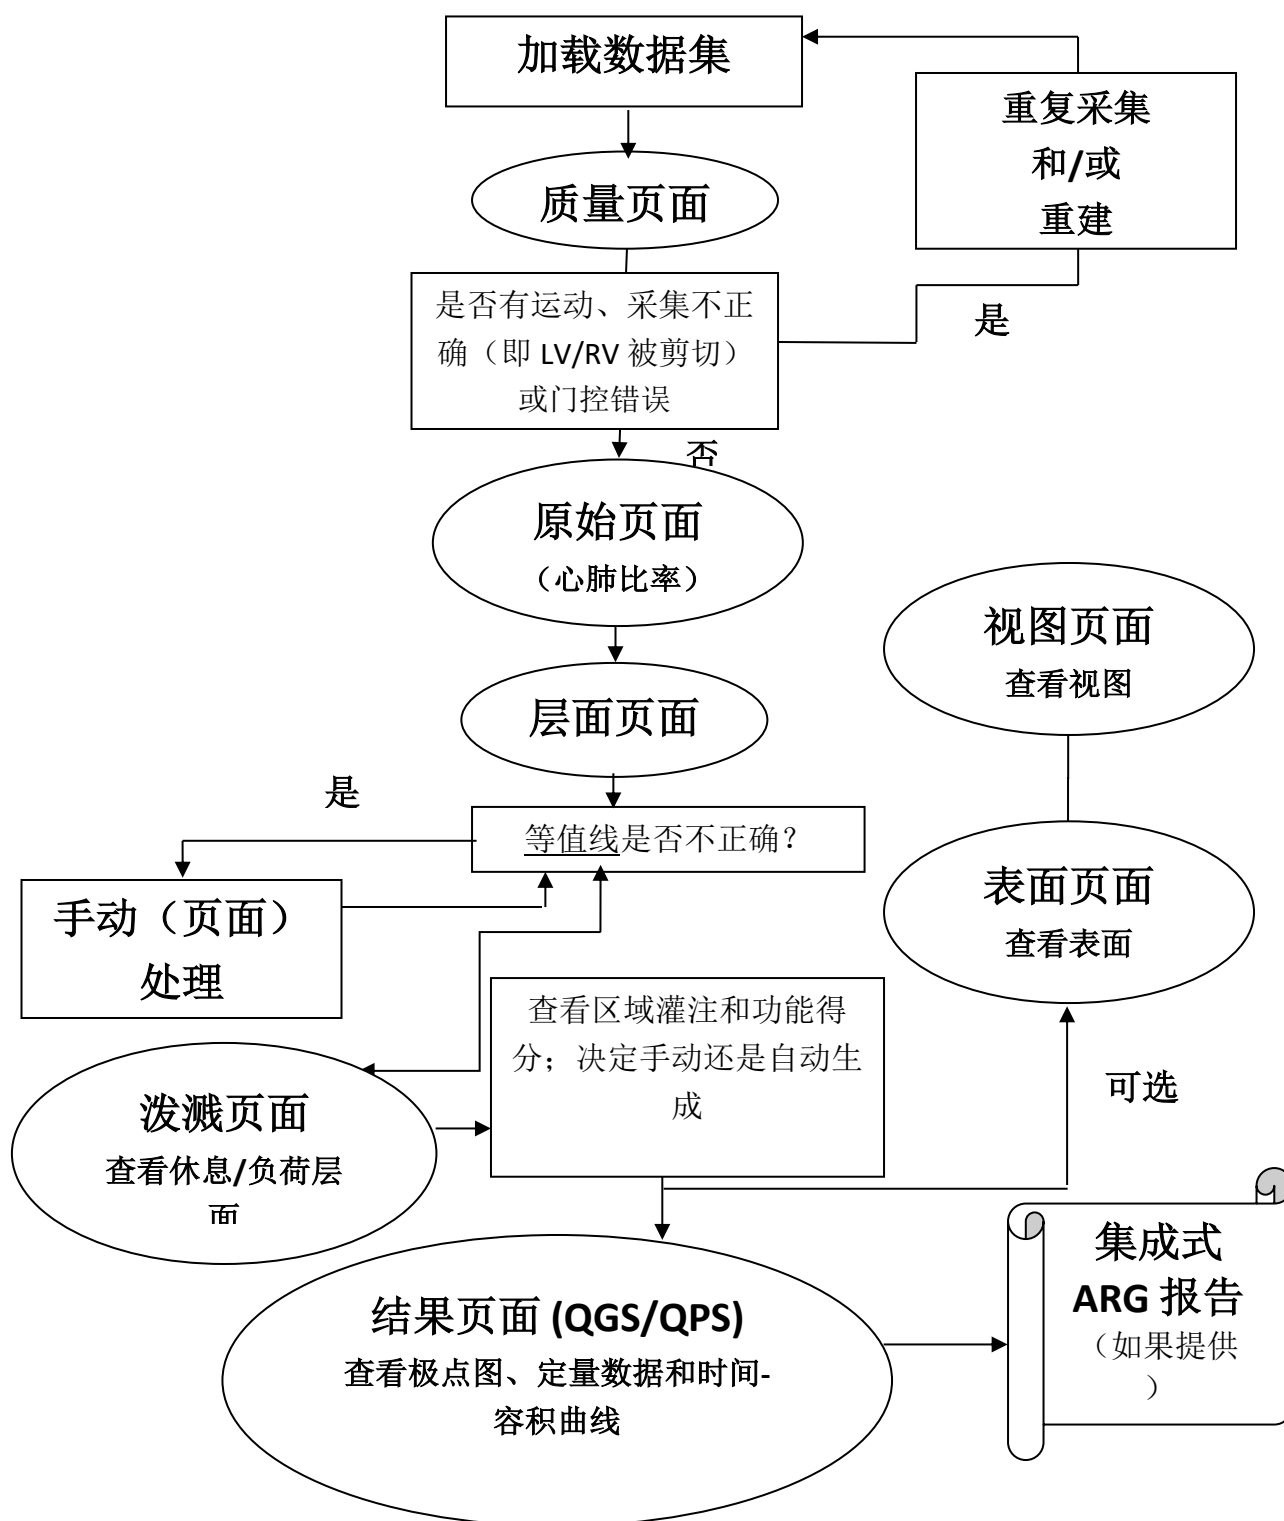 加载数据集
重复采集
和/或
重建
质量页面
是否有运动、采集不正
确（即 LV/RV 被剪切）
或门控错误
是
否
原始页面
（心肺比率）
视图页面
查看视图
层面页面
是
等值线是否不正确？
表面页面
查看表面
手动（页面）
处理
查看区域灌注和功能得
分；决定手动还是自动生
成
可选
泼溅页面
查看休息/负荷层
面
集成式
ARG 报告
（如果提供
）
结果页面 (QGS/QPS)
查看极点图、定量数据和时间-
容积曲线